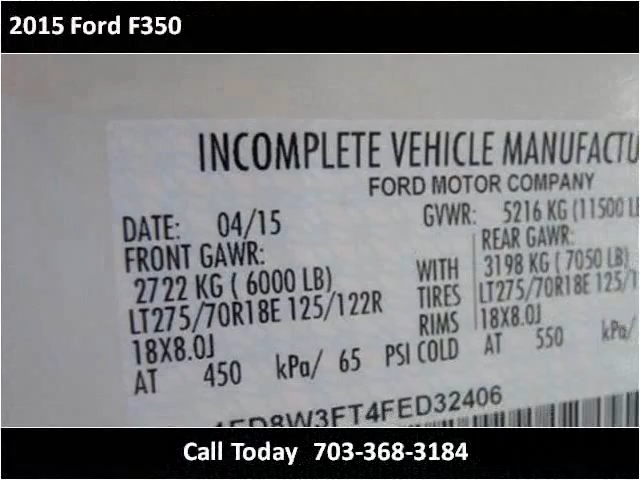 2015 Ford F350
INCOMPLETE VEHICLE MANUFACTU
FORD MOTOR COMPANY
DATE: 04/15
GVWR: 5216 KG (11500 L
FRONT GAWR:
REAR GAWR:
2722 KG ( 6000 LB)
WITH
3198 KG ( 7050 LB)
LT275/70R18E 125/122R
TIRES
LT275/70R18E 125/1
18X8.0J
RIMS
18X8.0J
AT 450 kPa/ 65 PSI COLD
AT 550 kPa/
ED8W3FT4FED32406
Call Today 703-368-3184